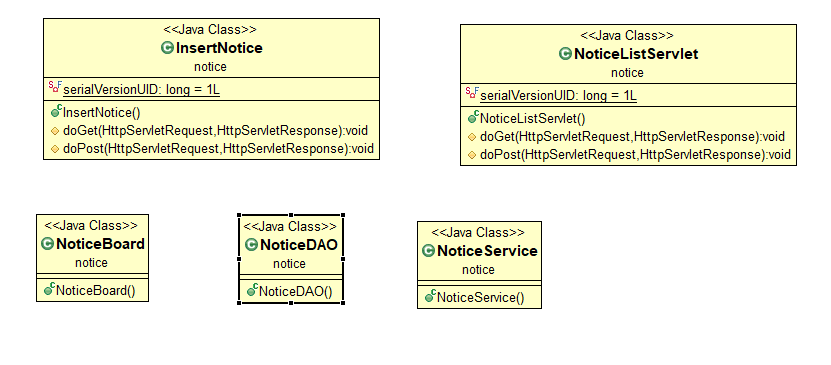 <<Java Class>>
InsertNotice
notice
serialVersionUID: long = 1L
InsertNotice()
doGet(HttpServletRequest,HttpServletResponse):void
doPost(HttpServletRequest,HttpServletResponse):void
<<Java Class>>
NoticeListServlet
notice
serialVersionUID: long = 1L
NoticeListServlet()
doGet(HttpServletRequest,HttpServletResponse):void
doPost(HttpServletRequest,HttpServletResponse):void
<<Java Class>>
NoticeBoard
notice
NoticeBoard()
<<Java Class>>
NoticeDAO
notice
NoticeDAO()
<<Java Class>>
NoticeService
notice
NoticeService()